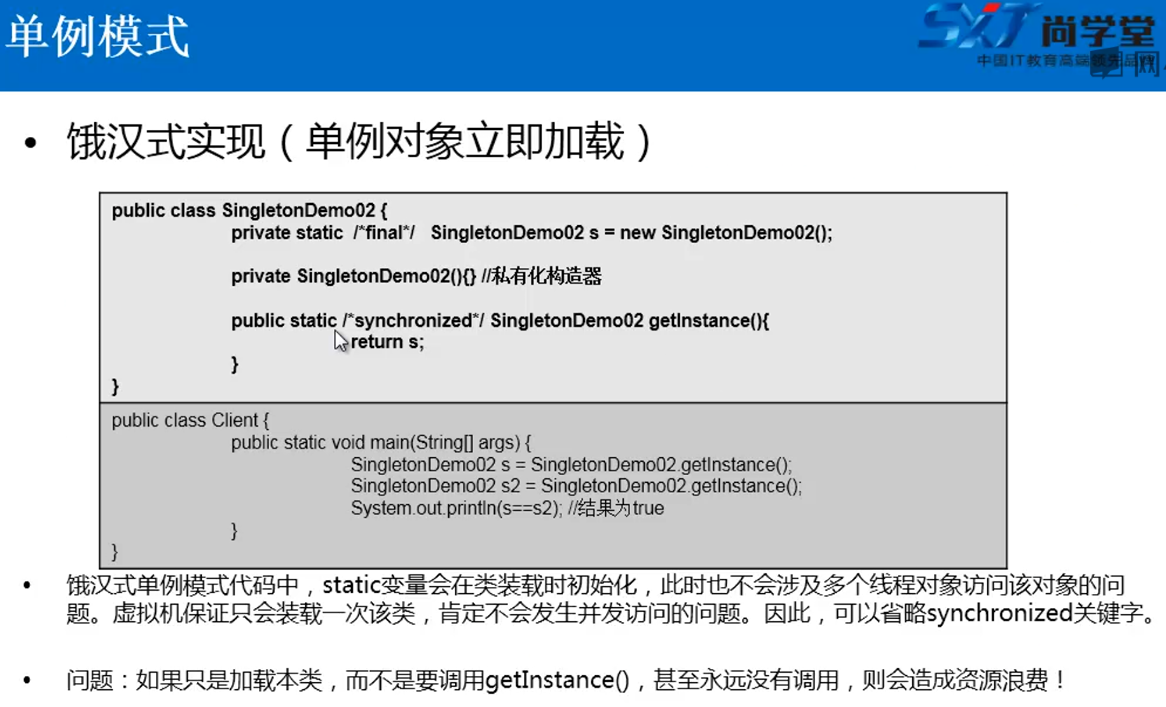 单例模式
SXT 尚学堂
中国IT教育高端领先品牌
• 饿汉式实现（单例对象立即加载）
public class SingletonDemo02 {
private static /*final*/ SingletonDemo02 s = new SingletonDemo02();
private SingletonDemo02(){} //私有化构造器
public static /*synchronized*/ SingletonDemo02 getInstance(){
return s;
}
}
public class Client {
public static void main(String[] args) {
SingletonDemo02 s = SingletonDemo02.getInstance();
SingletonDemo02 s2 = SingletonDemo02.getInstance();
System.out.println(s==s2); //结果为true
}
}
• 饿汉式单例模式代码中，static变量会在类装载时初始化，此时也不会涉及多个线程对象访问该对象的问
题。虚拟机保证只会装载一次该类，肯定不会发生并发访问的问题。因此，可以省略synchronized关键字。
• 问题：如果只是加载本类，而不是要调用getInstance()，甚至永远没有调用，则会造成资源浪费！